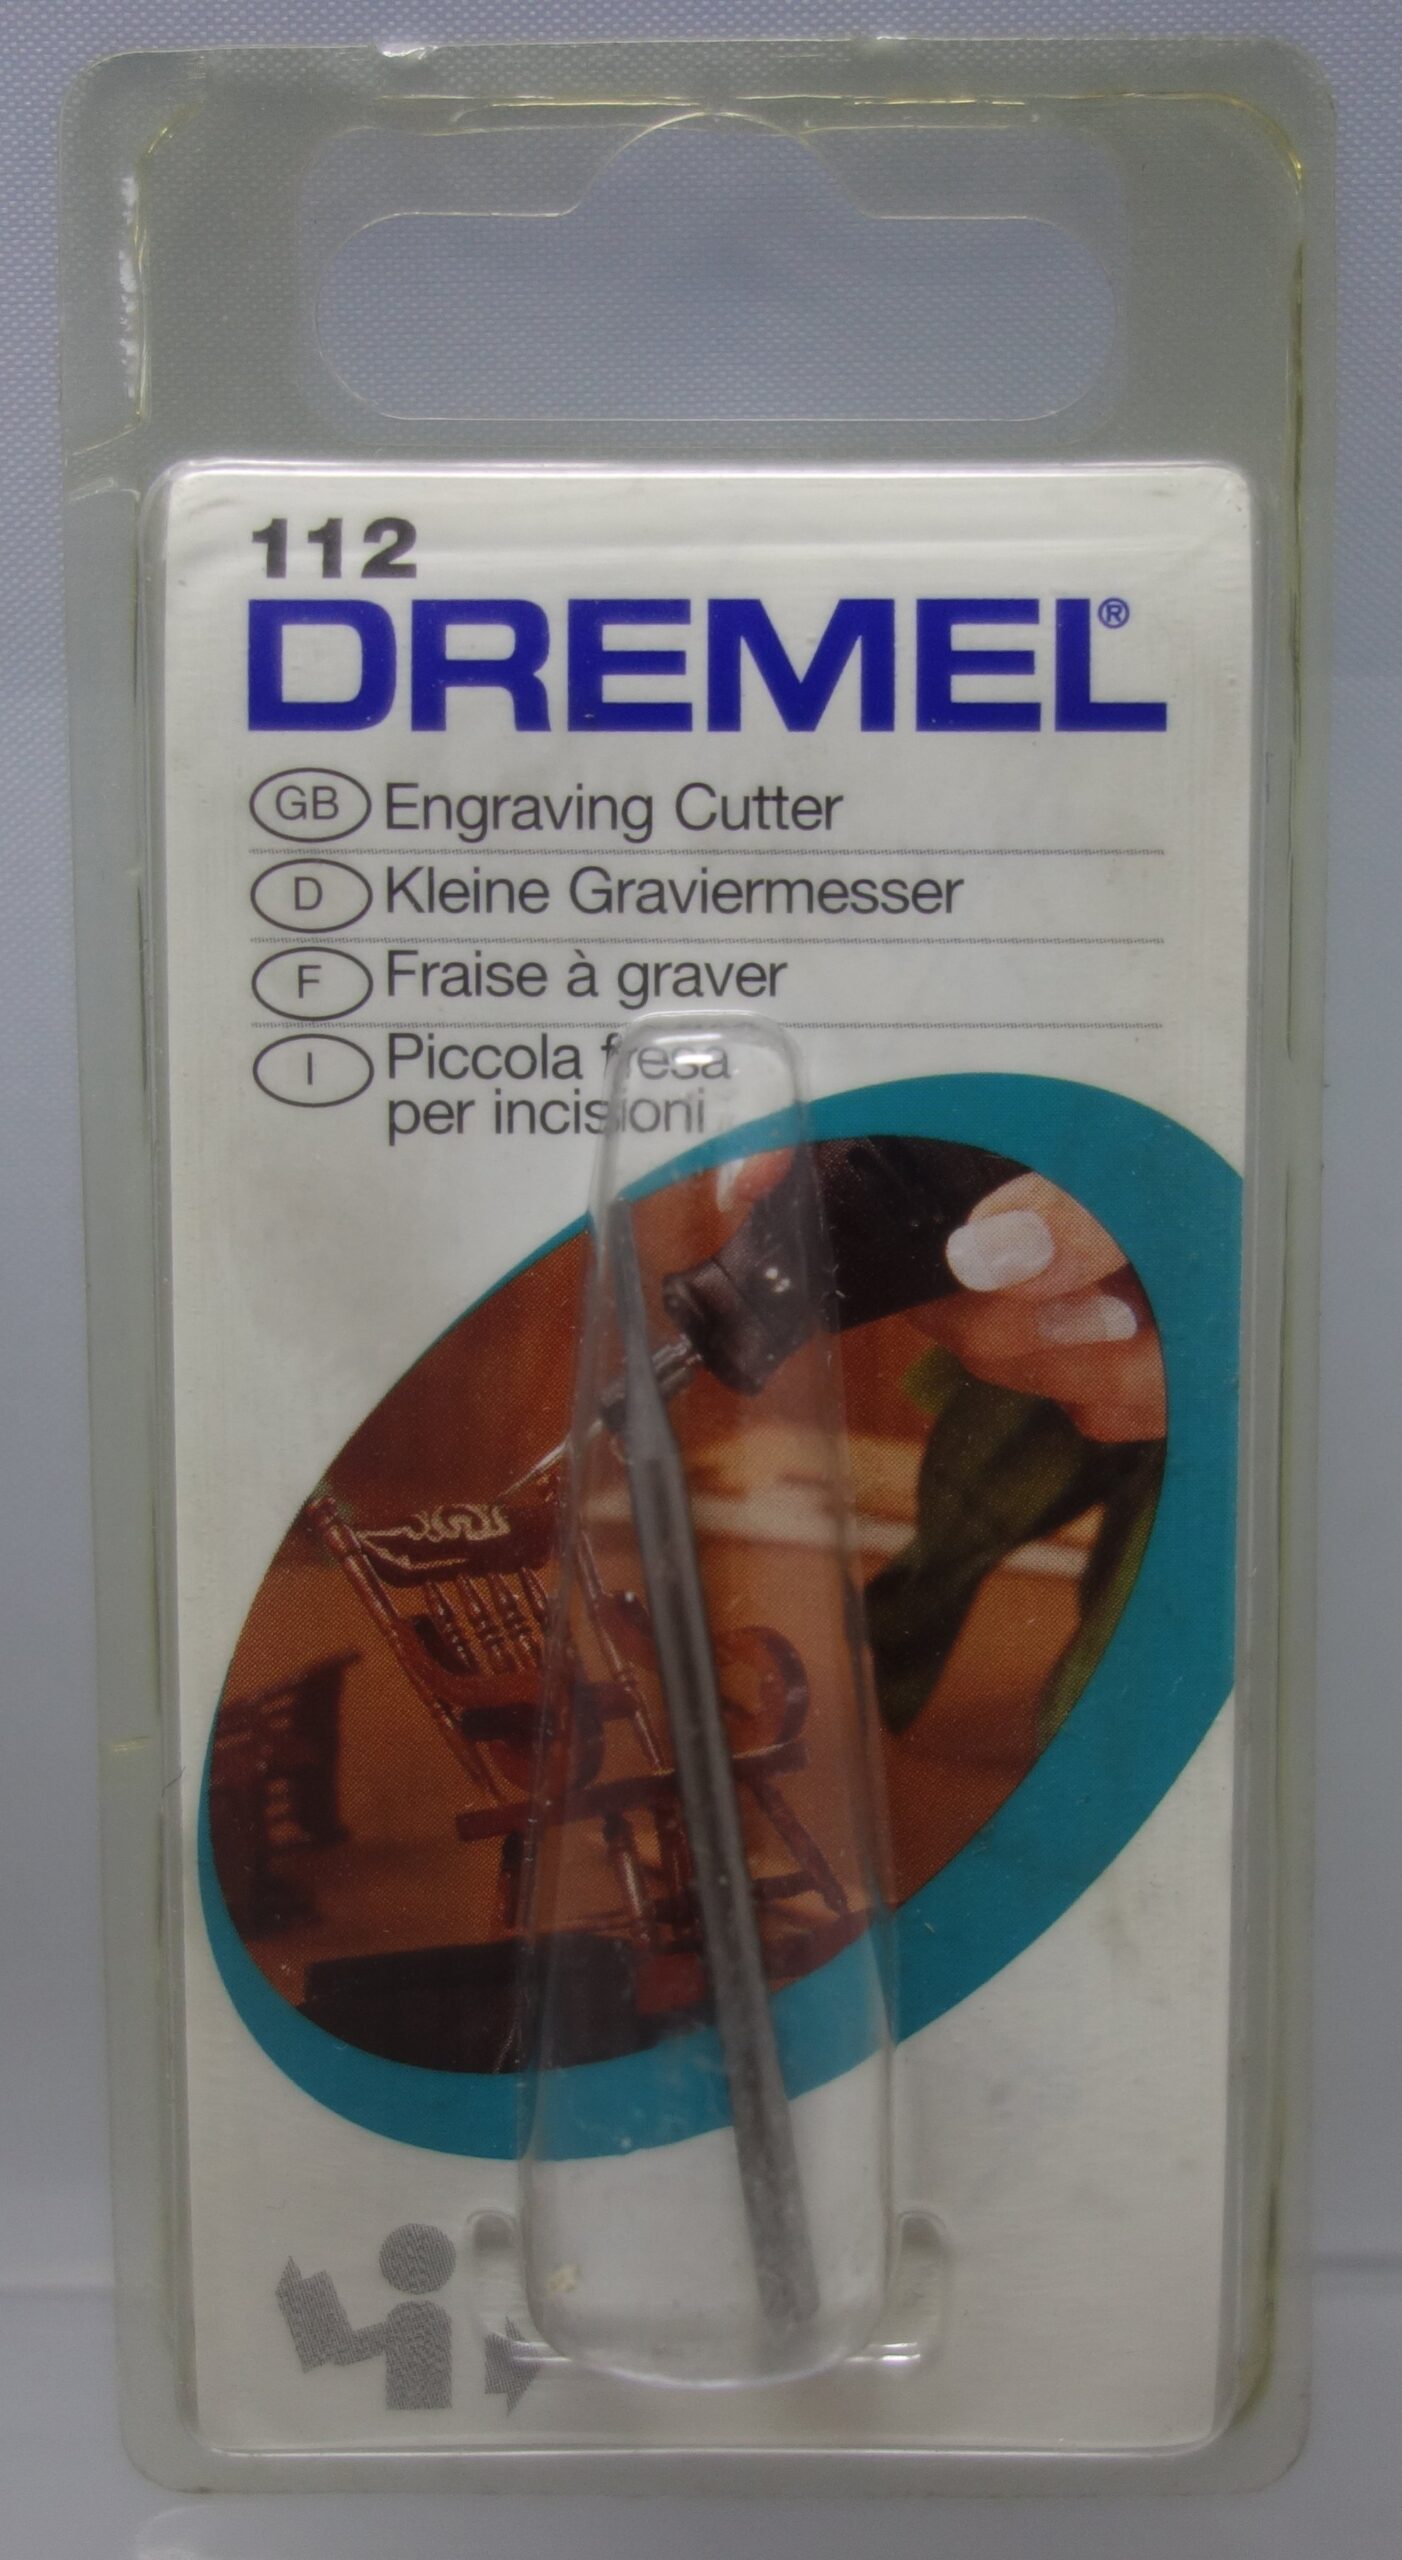 112
DREMEL®
GB Engraving Cutter
D Kleine Graviermesser
F Fraise à graver
I Piccola fresa
per incisioni